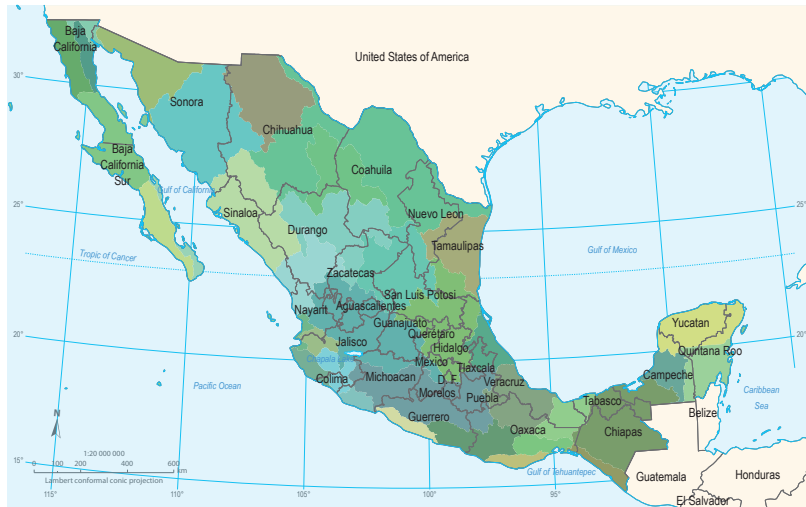 Baja
California
United States of America
30°
Sonora
Chihuahua
Baja
California
Sur
Coahuila
Gulf of California
25°
25°
Sinaloa
Nuevo Leon
Durango
Tamaulipas
Tropic of Cancer
Gulf of Mexico
Zacatecas
San Luis Potosi
Nayarit
Aguascalientes
Guanajuato
Yucatan
20°
Jalisco
Querétaro
20°
Hidalgo
Quintana Roo
Chapala Lake
Mexico
Tlaxcala
Colima
Michoacan
D. F.
Veracruz
Campeche
Pacific Ocean
Morelos
Puebla
Caribbean
Sea
Tabasco
N
Guerrero
Belize
Oaxaca
Chiapas
1:20 000 000
15°
0 100 200 400 600
km
Gulf of Tehuantepec
Guatemala
Honduras
Lambert conformal conic projection
115°
110°
105°
100°
95°
El Salvador